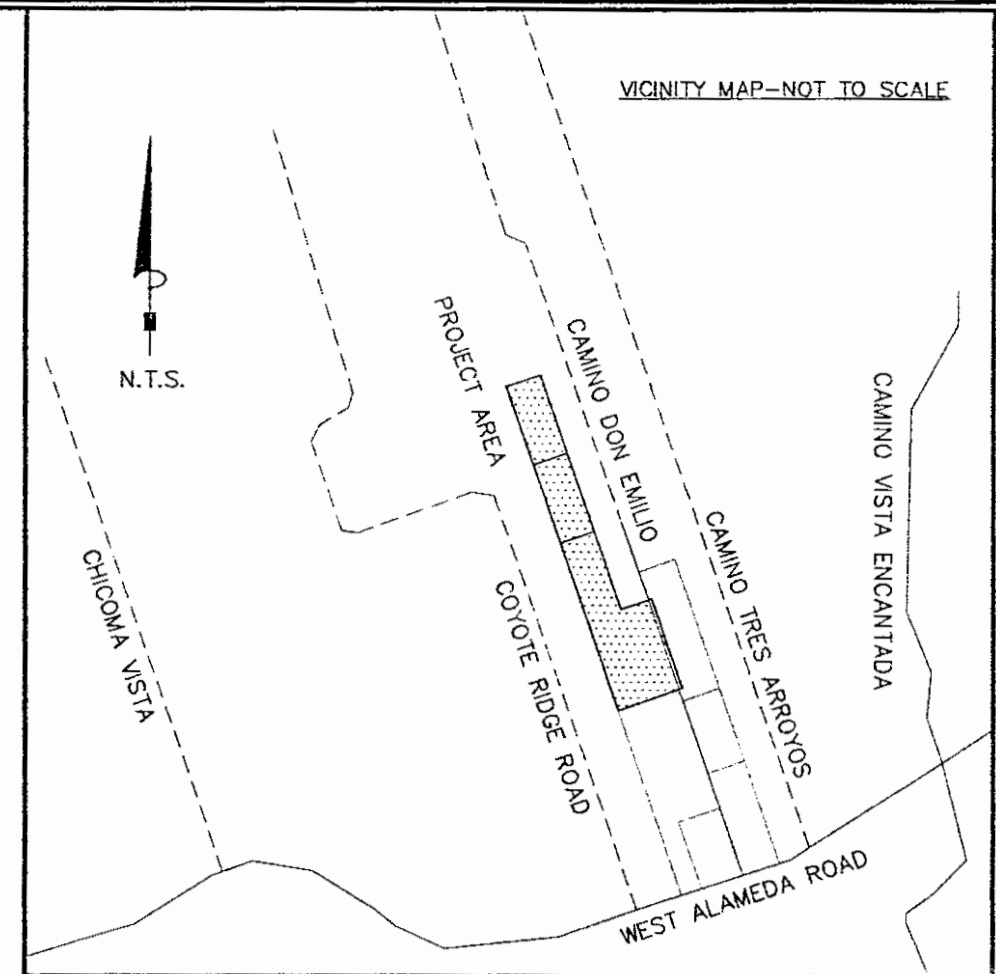 VICINITY MAP-NOT TO SCALE
N.T.S.
PROJECT AREA
CAMINO DON EMILIO
CAMINO VISTA ENCANTADA
CAMINO TRES ARROYOS
CHICOMA VISTA
COYOTE RIDGE ROAD
WEST ALAMEDA ROAD